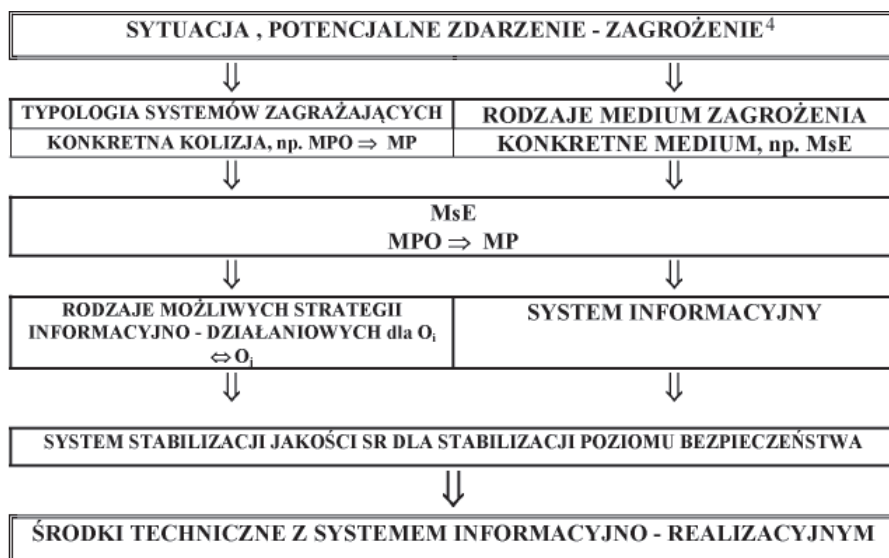 SYTUACJA , POTENCJALNE ZDARZENIE - ZAGROŻENIE⁴
⇓ ⇓
TYPOLOGIA SYSTEMÓW ZAGRAŻAJĄCYCH
KONKRETNA KOLIZJA, np. MPO ⇒ MP
RODZAJE MEDIUM ZAGROŻENIA
KONKRETNE MEDIUM, np. MsE
⇓ ⇓
MsE
MPO ⇒ MP
⇓ ⇓
RODZAJE MOŻLIWYCH STRATEGII
INFORMACYJNO - DZIAŁANIOWYCH dla Oᵢ
⇔ Oⱼ
SYSTEM INFORMACYJNY
⇓ ⇓
SYSTEM STABILIZACJI JAKOŚCI SR DLA STABILIZACJI POZIOMU BEZPIECZEŃSTWA
⇓
ŚRODKI TECHNICZNE Z SYSTEMEM INFORMACYJNO - REALIZACYJNYM